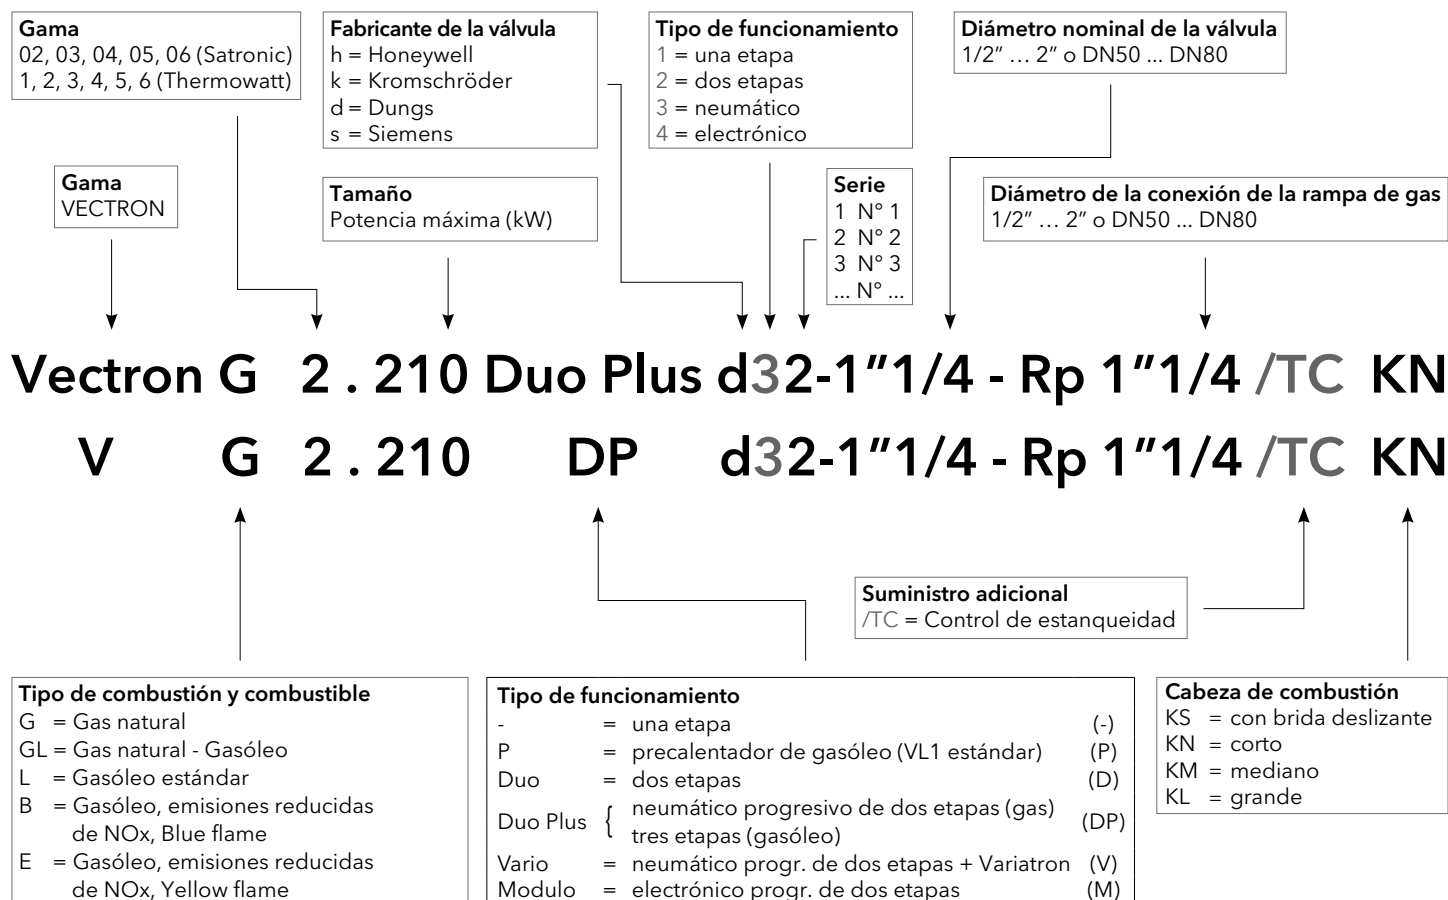 Gama
02, 03, 04, 05, 06 (Satronic)
1, 2, 3, 4, 5, 6 (Thermowatt)
Fabricante de la válvula
h = Honeywell
k = Kromschröder
d = Dungs
s = Siemens
Tipo de funcionamiento
1 = una etapa
2 = dos etapas
3 = neumático
4 = electrónico
Diámetro nominal de la válvula
1/2” … 2” o DN50 ... DN80
Gama
VECTRON
Tamaño
Potencia máxima (kW)
Serie
1 N° 1
2 N° 2
3 N° 3
... N° ...
Diámetro de la conexión de la rampa de gas
1/2” … 2” o DN50 ... DN80
Vectron G 2 . 210 Duo Plus d32-1”1/4 - Rp 1”1/4 /TC KN
V G 2 . 210 DP d32-1”1/4 - Rp 1”1/4 /TC KN
Suministro adicional
/TC = Control de estanqueidad
Tipo de combustión y combustible
G = Gas natural
GL = Gas natural - Gasóleo
L = Gasóleo estándar
B = Gasóleo, emisiones reducidas
de NOx, Blue flame
E = Gasóleo, emisiones reducidas
de NOx, Yellow flame
Tipo de funcionamiento
- = una etapa (-)
P = precalentador de gasóleo (VL1 estándar) (P)
Duo = dos etapas (D)
Duo Plus { neumático progresivo de dos etapas (gas)
tres etapas (gasóleo) (DP)
Vario = neumático progr. de dos etapas + Variatron (V)
Modulo = electrónico progr. de dos etapas (M)
Cabeza de combustión
KS = con brida deslizante
KN = corto
KM = mediano
KL = grande